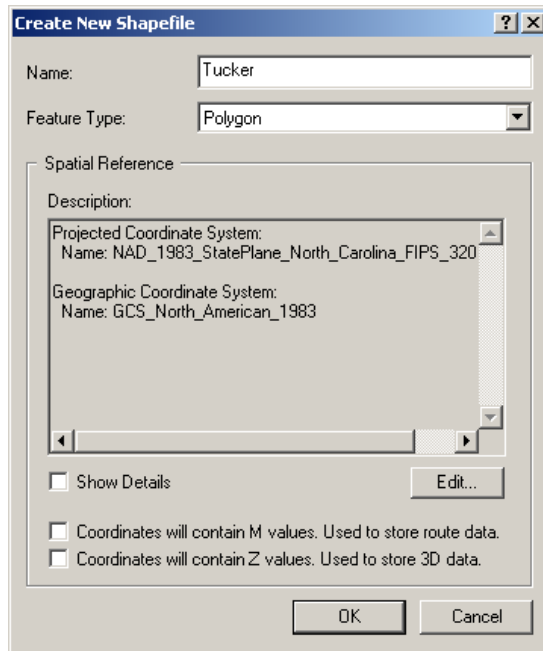 Create New Shapefile
Name: Tucker
Feature Type: Polygon
Spatial Reference
Description:
Projected Coordinate System:
Name: NAD_1983_StatePlane_North_Carolina_FIPS_320
Geographic Coordinate System:
Name: GCS_North_American_1983
Show Details
Edit...
Coordinates will contain M values. Used to store route data.
Coordinates will contain Z values. Used to store 3D data.
OK Cancel